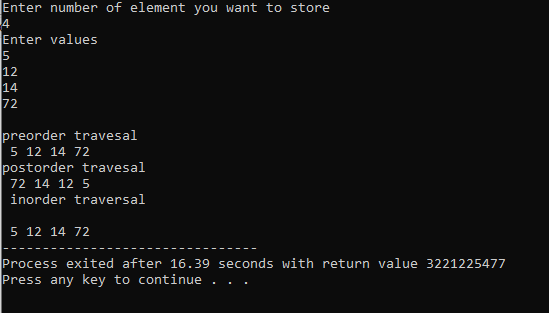 Enter number of element you want to store
4
Enter values
5
12
14
72
preorder travesal
5 12 14 72
postorder travesal
72 14 12 5
inorder traversal
5 12 14 72
--------------------------------
Process exited after 16.39 seconds with return value 3221225477
Press any key to continue . . .